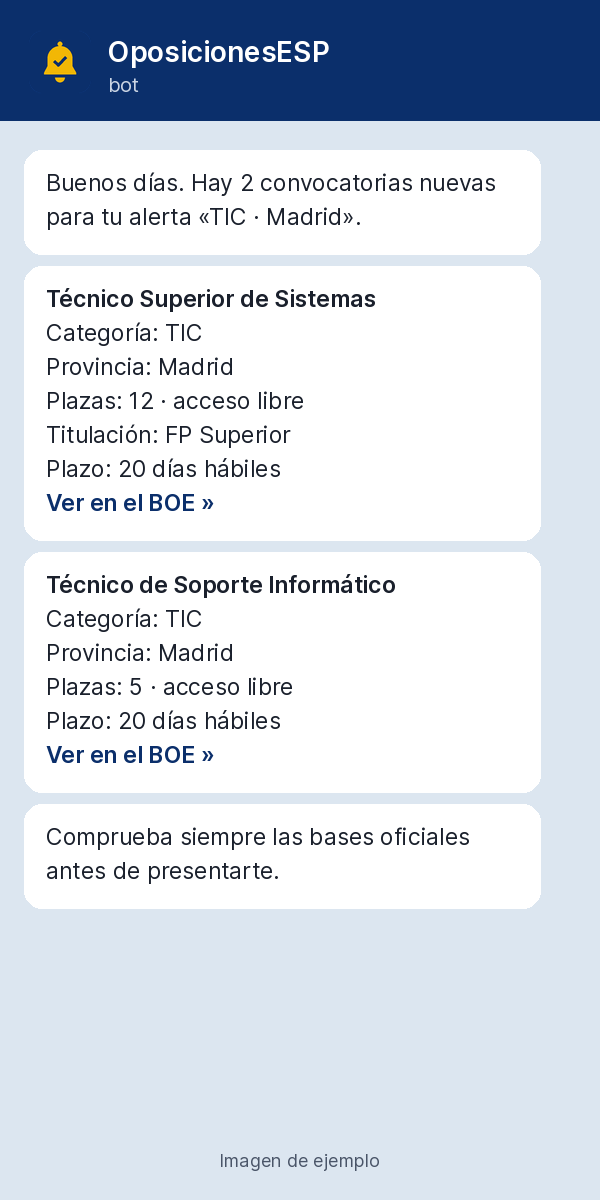 OposicionesESP
bot
Buenos días. Hay 2 convocatorias nuevas
para tu alerta «TIC · Madrid».
Técnico Superior de Sistemas
Categoría: TIC
Provincia: Madrid
Plazas: 12 · acceso libre
Titulación: FP Superior
Plazo: 20 días hábiles
Ver en el BOE »
Técnico de Soporte Informático
Categoría: TIC
Provincia: Madrid
Plazas: 5 · acceso libre
Plazo: 20 días hábiles
Ver en el BOE »
Comprueba siempre las bases oficiales
antes de presentarte.
Imagen de ejemplo